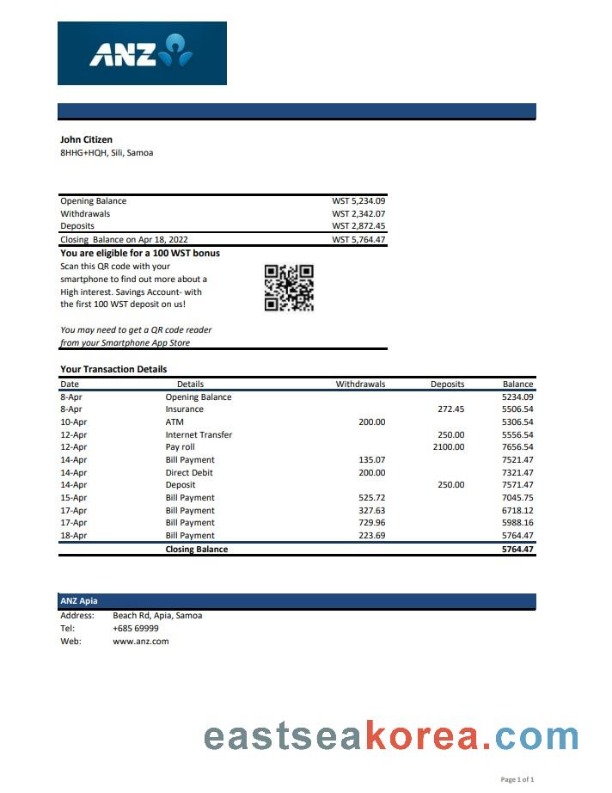 ANZ
John Citizen
8HHG+HQH, Sili, Samoa
Opening Balance WST 5,234.09
Withdrawals WST 2,342.07
Deposits WST 2,872.45
Closing Balance on Apr 18, 2022 WST 5,764.47
You are eligible for a 100 WST bonus
Scan this QR code with your
smartphone to find out more about a
High interest. Savings Account- with
the first 100 WST deposit on us!
You may need to get a QR code reader
from your Smartphone App Store
Your Transaction Details
Date Details Withdrawals Deposits Balance
8-Apr Opening Balance 5234.09
8-Apr Insurance 272.45 5506.54
10-Apr ATM 200.00 5306.54
12-Apr Internet Transfer 250.00 5556.54
12-Apr Pay roll 2100.00 7656.54
14-Apr Bill Payment 135.07 7521.47
14-Apr Direct Debit 200.00 7321.47
14-Apr Deposit 250.00 7571.47
15-Apr Bill Payment 525.72 7045.75
17-Apr Bill Payment 327.63 6718.12
17-Apr Bill Payment 729.96 5988.16
18-Apr Bill Payment 223.69 5764.47
Closing Balance 5764.47
ANZ Apia
Address: Beach Rd, Apia, Samoa
Tel: +685 69999
Web: www.anz.com
eastseakorea.com
Page 1 of 1